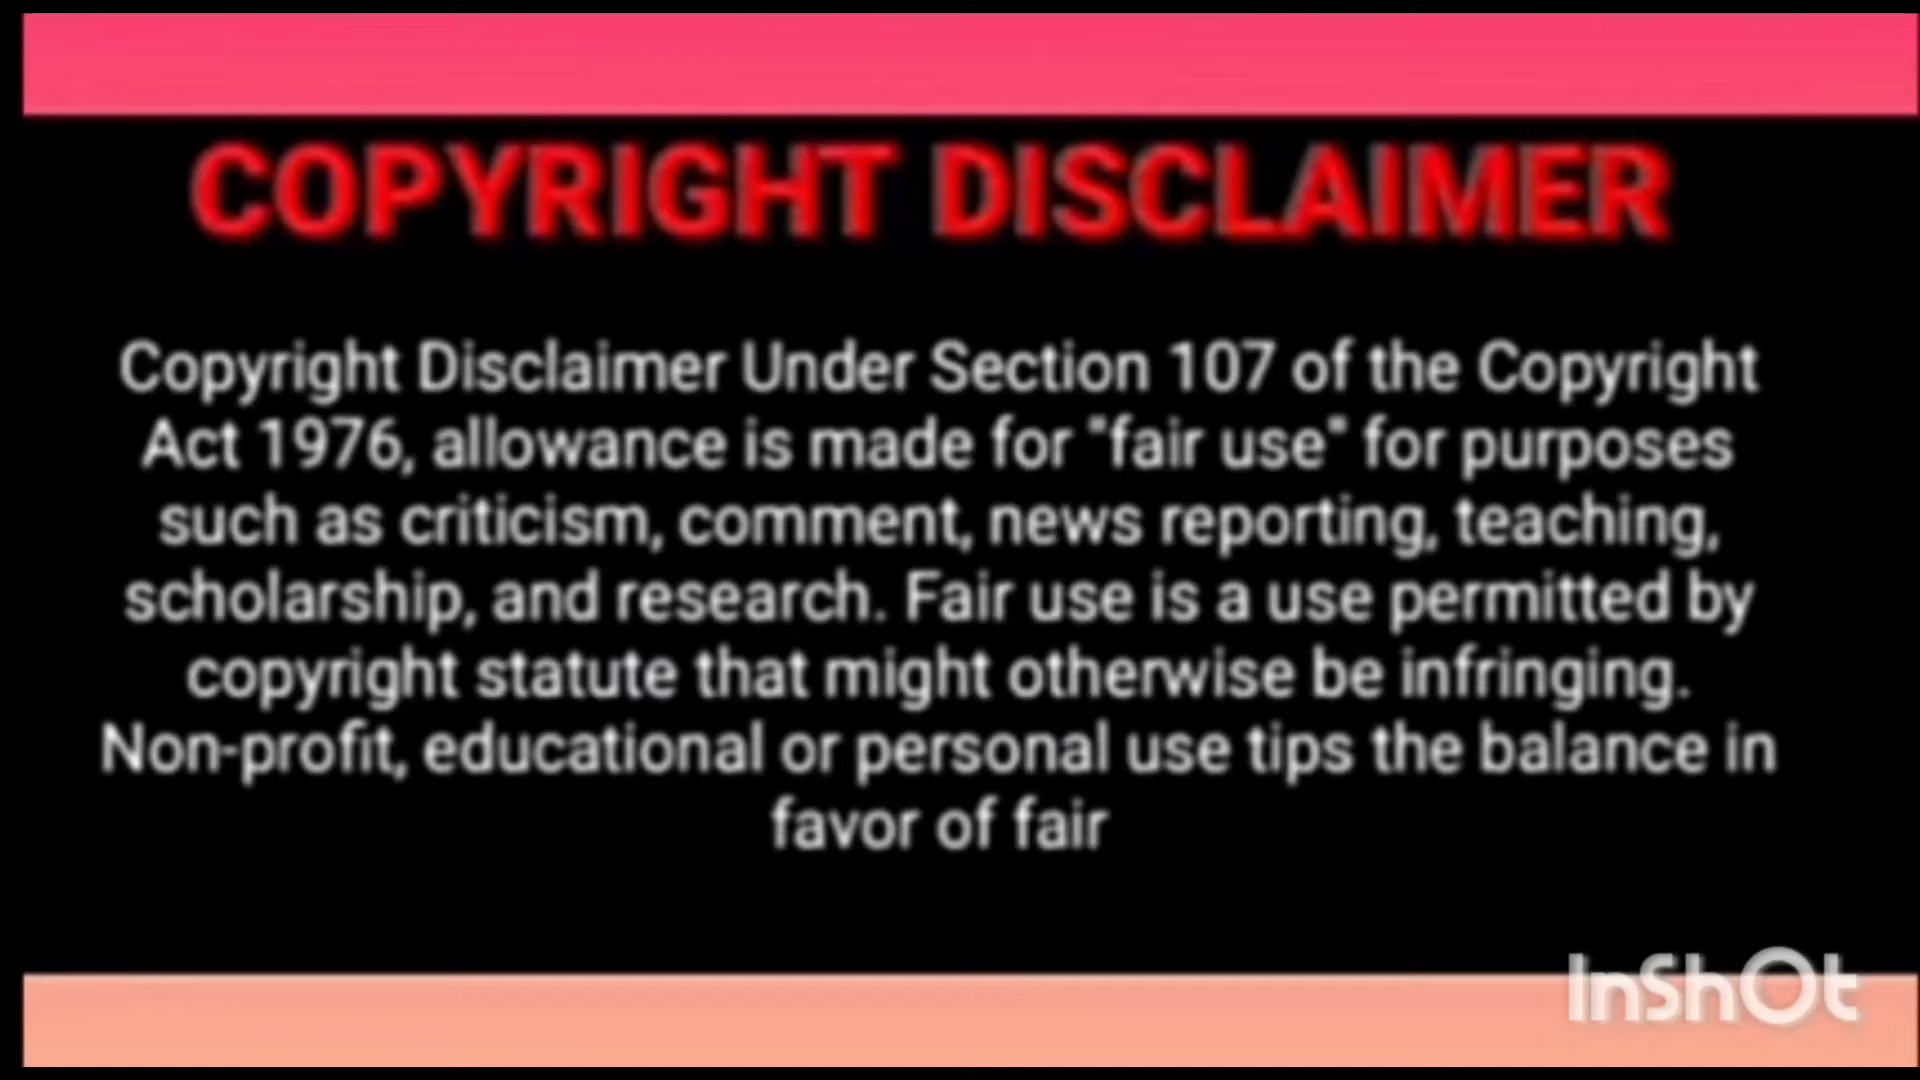 COPYRIGHT DISCLAIMER
Copyright Disclaimer Under Section 107 of the Copyright
Act 1976, allowance is made for "fair use" for purposes
such as criticism, comment, news reporting, teaching,
scholarship, and research. Fair use is a use permitted by
copyright statute that might otherwise be infringing.
Non-profit, educational or personal use tips the balance in
favor of fair
InShOt